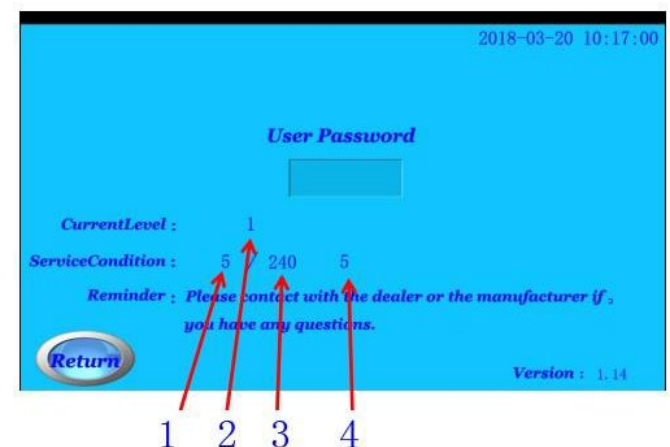 2018-03-20 10:17:00
User Password
CurrentLevel : 1
ServiceCondition : 5 / 240 5
Reminder : Please contact with the dealer or the manufacturer if 。
you have any questions.
Return
Version : 1.14
1 2 3 4